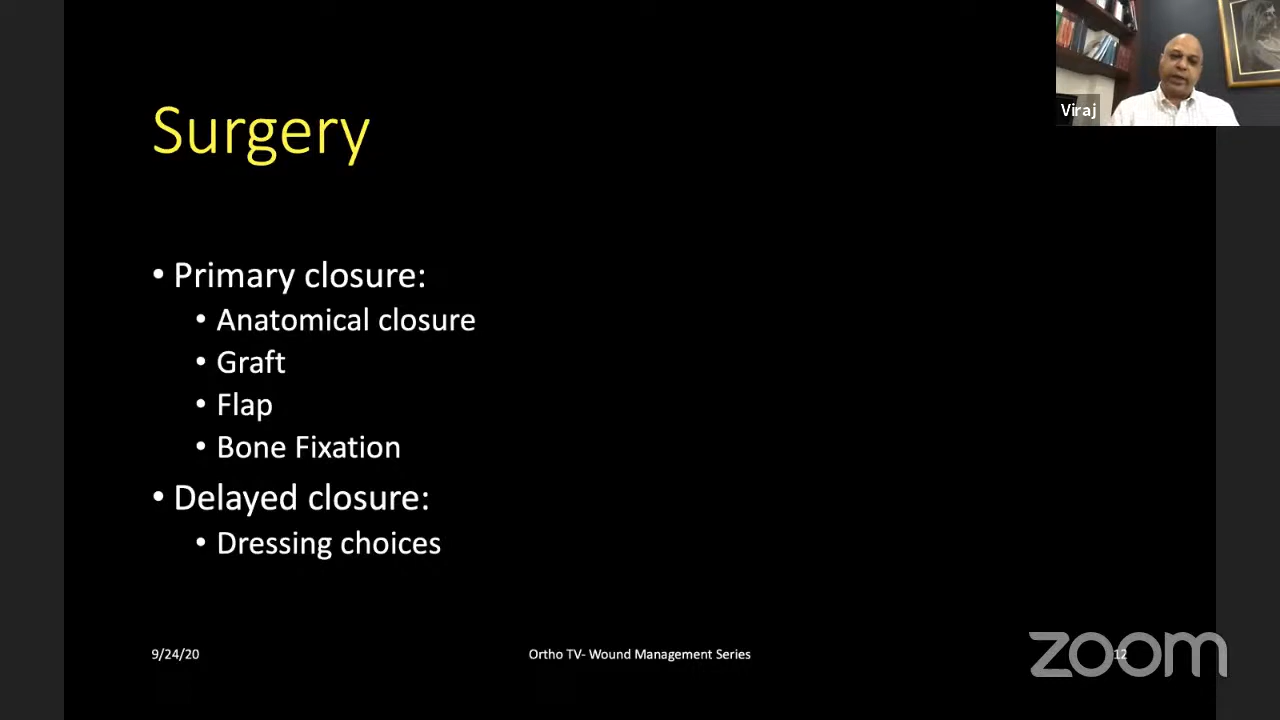 Viraj
Surgery
• Primary closure:
• Anatomical closure
• Graft
• Flap
• Bone Fixation
• Delayed closure:
• Dressing choices
9/24/20
Ortho TV- Wound Management Series
12
zoom